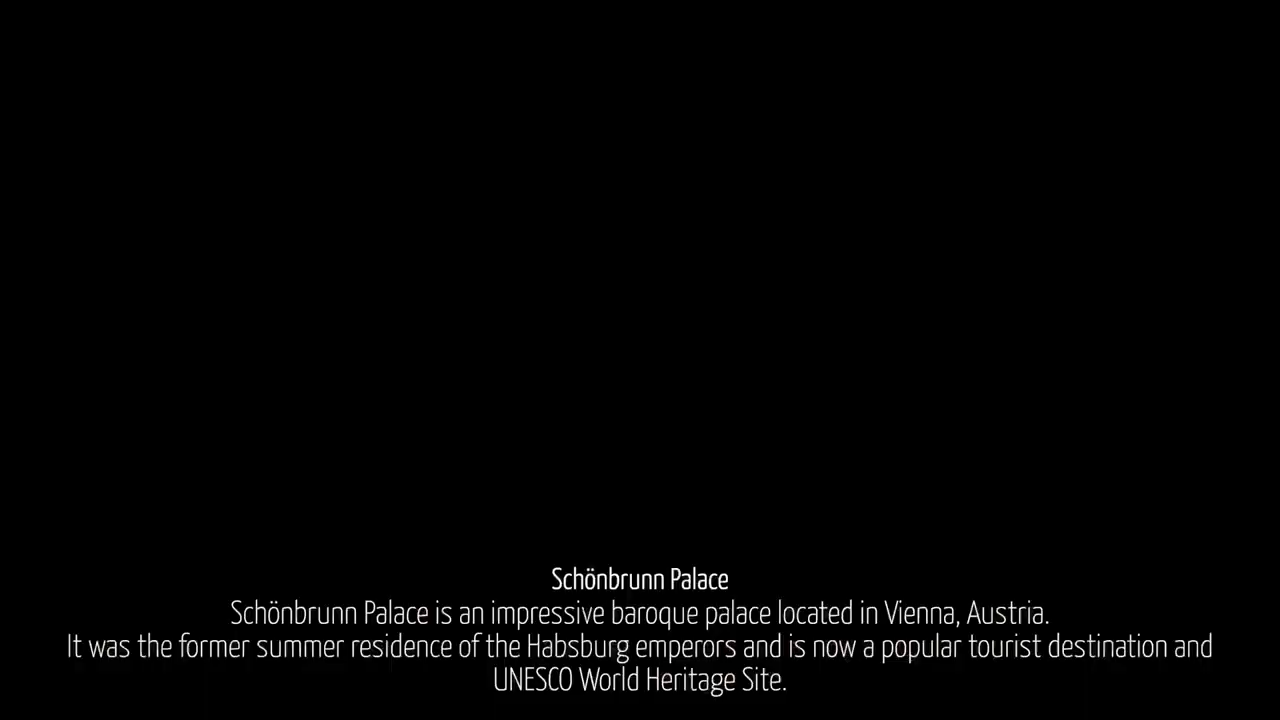 Schönbrunn Palace
Schönbrunn Palace is an impressive baroque palace located in Vienna, Austria.
It was the former summer residence of the Habsburg emperors and is now a popular tourist destination and
UNESCO World Heritage Site.